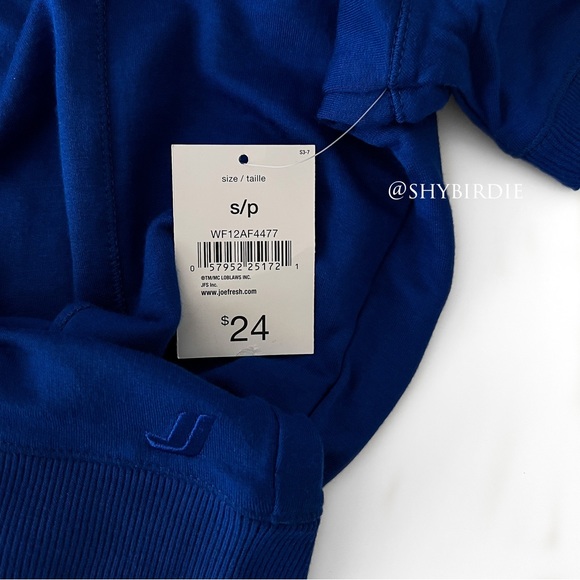 S3-7
size / taille
s/p
WF12AF4477
0 57952 25172 1
©TM/MC LOBLAWS INC.
JFS Inc.
www.joefresh.com
$24
@SHYBIRDIE
JJ